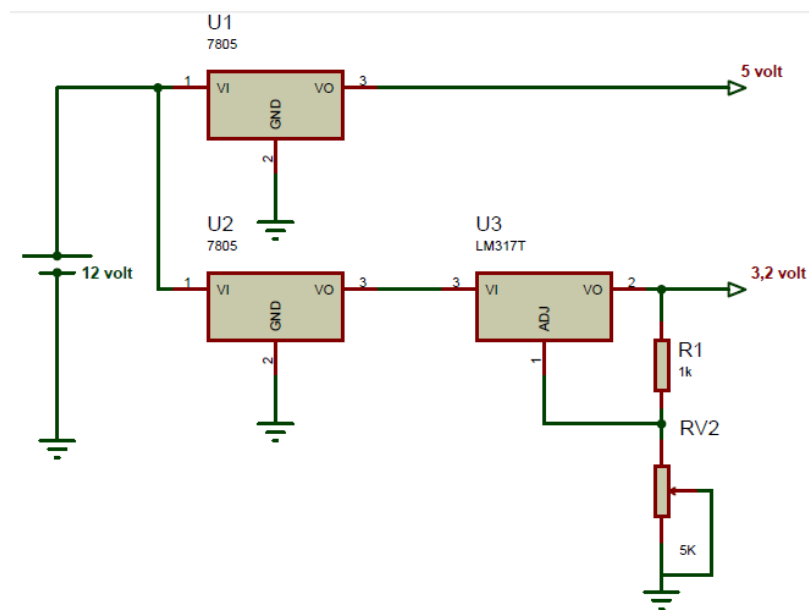 U1
7805
1 VI VO 3
GND
2
5 volt
12 volt
U2
7805
1 VI VO 3
GND
2
U3
LM317T
3 VI VO 2
ADJ
1
3,2 volt
R1
1k
RV2
5K